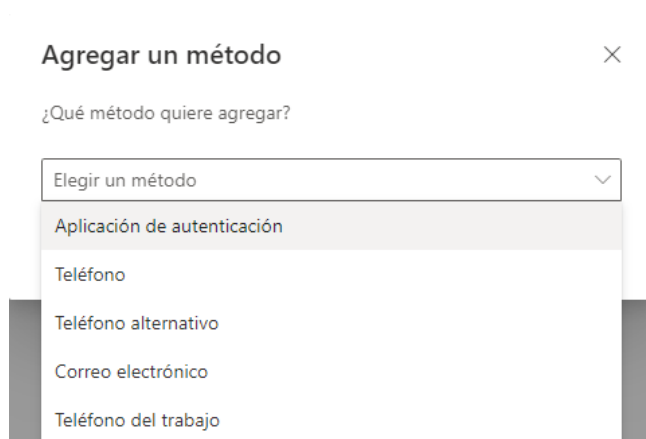 Agregar un método
¿Qué método quiere agregar?
Elegir un método
Aplicación de autenticación
Teléfono
Teléfono alternativo
Correo electrónico
Teléfono del trabajo